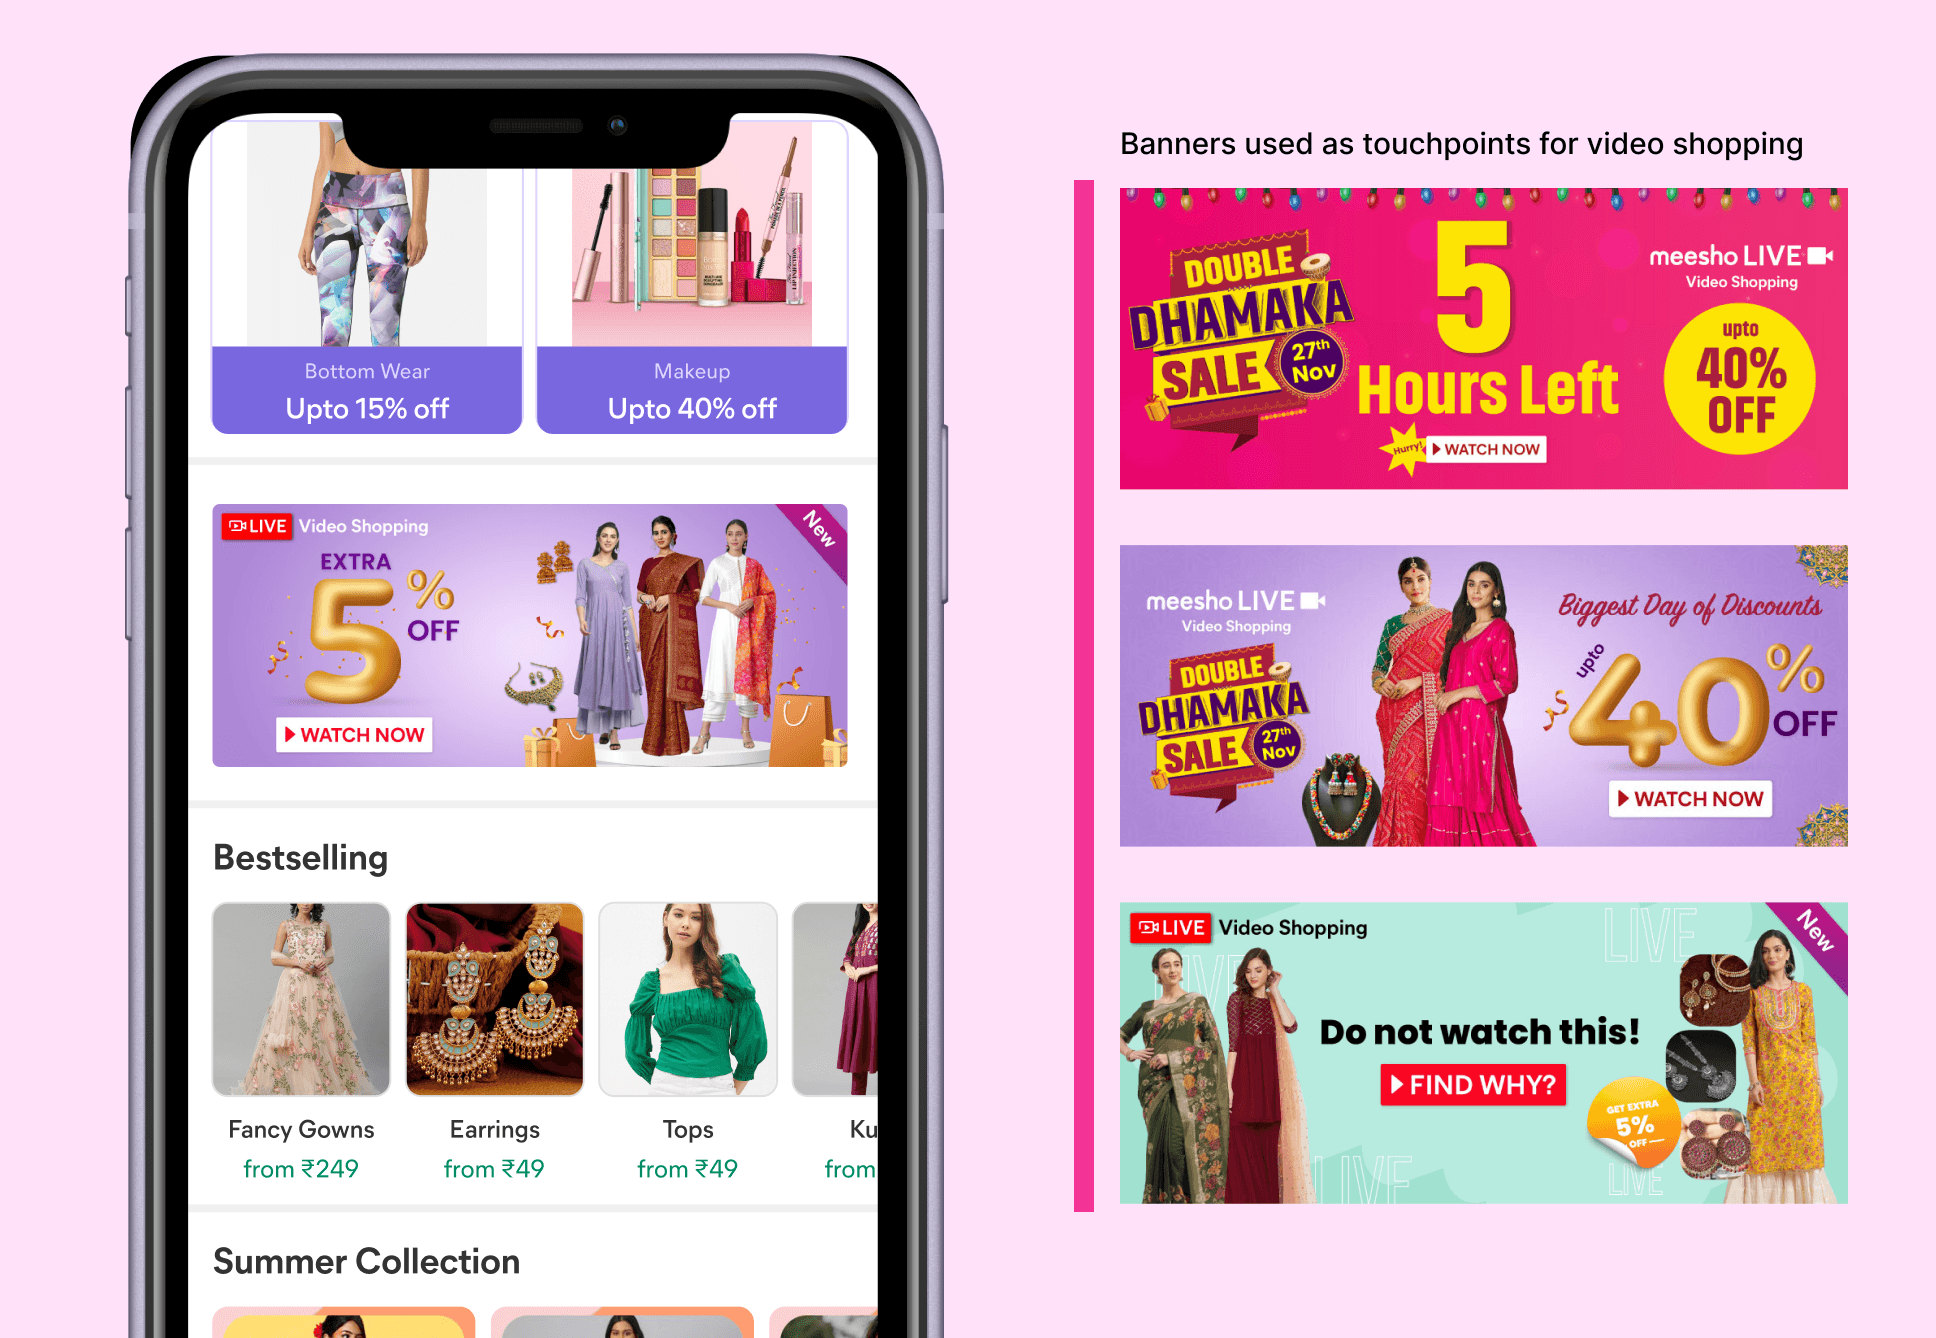 Bottom Wear
Upto 15% off
Makeup
Upto 40% off
LIVE Video Shopping
New
EXTRA
5%
OFF
WATCH NOW
Bestselling
Fancy Gowns
from ₹249
Earrings
from ₹49
Tops
from ₹49
Ku
from
Summer Collection
Banners used as touchpoints for video shopping
DOUBLE
DHAMAKA
SALE
27th
Nov
5
Hours Left
Hurry!
WATCH NOW
meesho LIVE
Video Shopping
upto
40%
OFF
meesho LIVE
Video Shopping
DOUBLE
DHAMAKA
SALE
27th
Nov
Biggest Day of Discounts
upto
40%
OFF
WATCH NOW
LIVE Video Shopping
New
LIVE
LIVE
Do not watch this!
FIND WHY?
GET EXTRA
5%
OFF
LIVE
LIVE